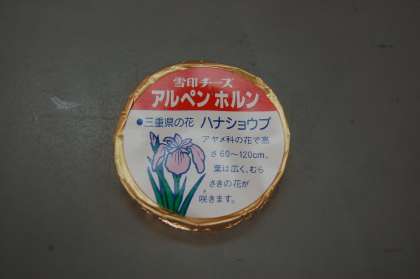 雪印チーズ
アルペンホルン
●三重県の花 ハナショウブ
アヤメ科の花で高
さ60～120cm。
葉は広く、むら
さきの花が
咲きます。